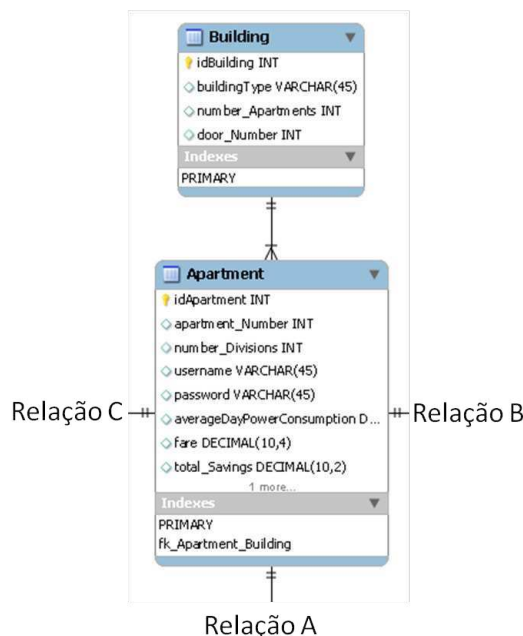 Building
idBuilding INT
buildingType VARCHAR(45)
number_Apartments INT
door_Number INT
Indexes
PRIMARY
Apartment
idApartment INT
apartment_Number INT
number_Divisions INT
username VARCHAR(45)
password VARCHAR(45)
Relação C
averageDayPowerConsumption D...
Relação B
fare DECIMAL(10,4)
total_Savings DECIMAL(10,2)
1 more...
Indexes
PRIMARY
fk_Apartment_Building
Relação A